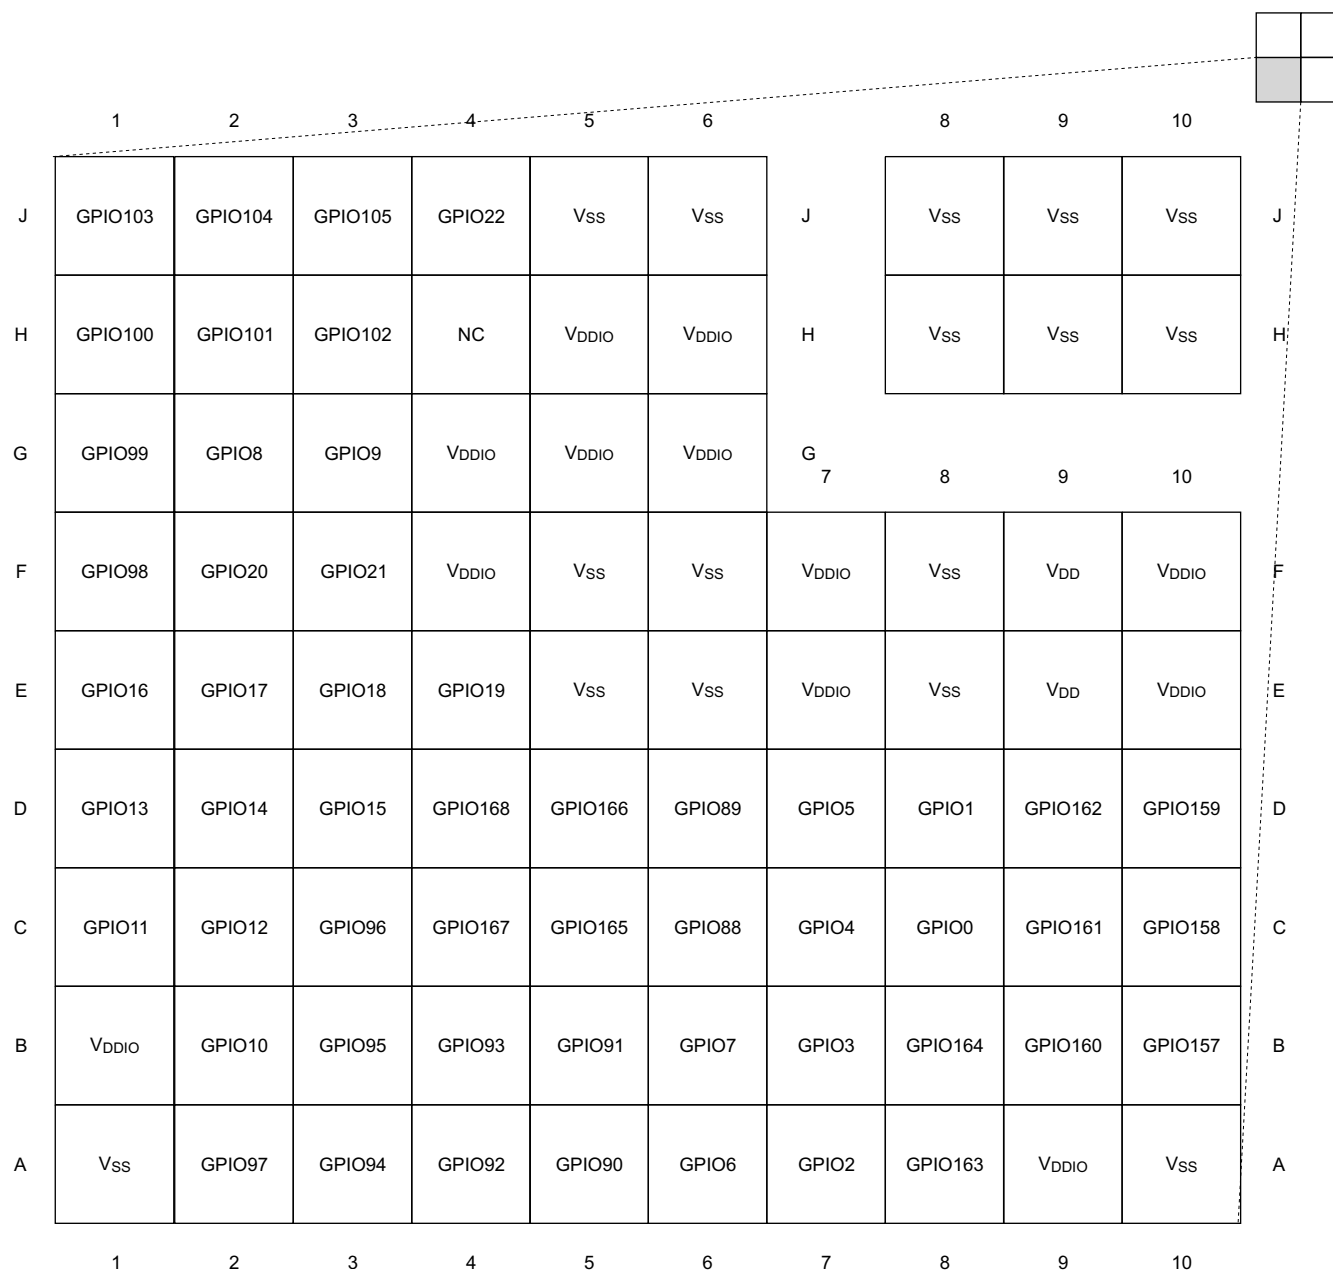 1 2 3 4 5 6 8 9 10
J GPIO103 GPIO104 GPIO105 GPIO22 VSS VSS J VSS VSS VSS J
H GPIO100 GPIO101 GPIO102 NC VDDIO VDDIO H VSS VSS VSS H
G GPIO99 GPIO8 GPIO9 VDDIO VDDIO VDDIO G
7 8 9 10
F GPIO98 GPIO20 GPIO21 VDDIO VSS VSS VDDIO VSS VDD VDDIO F
E GPIO16 GPIO17 GPIO18 GPIO19 VSS VSS VDDIO VSS VDD VDDIO E
D GPIO13 GPIO14 GPIO15 GPIO168 GPIO166 GPIO89 GPIO5 GPIO1 GPIO162 GPIO159 D
C GPIO11 GPIO12 GPIO96 GPIO167 GPIO165 GPIO88 GPIO4 GPIO0 GPIO161 GPIO158 C
B VDDIO GPIO10 GPIO95 GPIO93 GPIO91 GPIO7 GPIO3 GPIO164 GPIO160 GPIO157 B
A VSS GPIO97 GPIO94 GPIO92 GPIO90 GPIO6 GPIO2 GPIO163 VDDIO VSS A
1 2 3 4 5 6 7 8 9 10